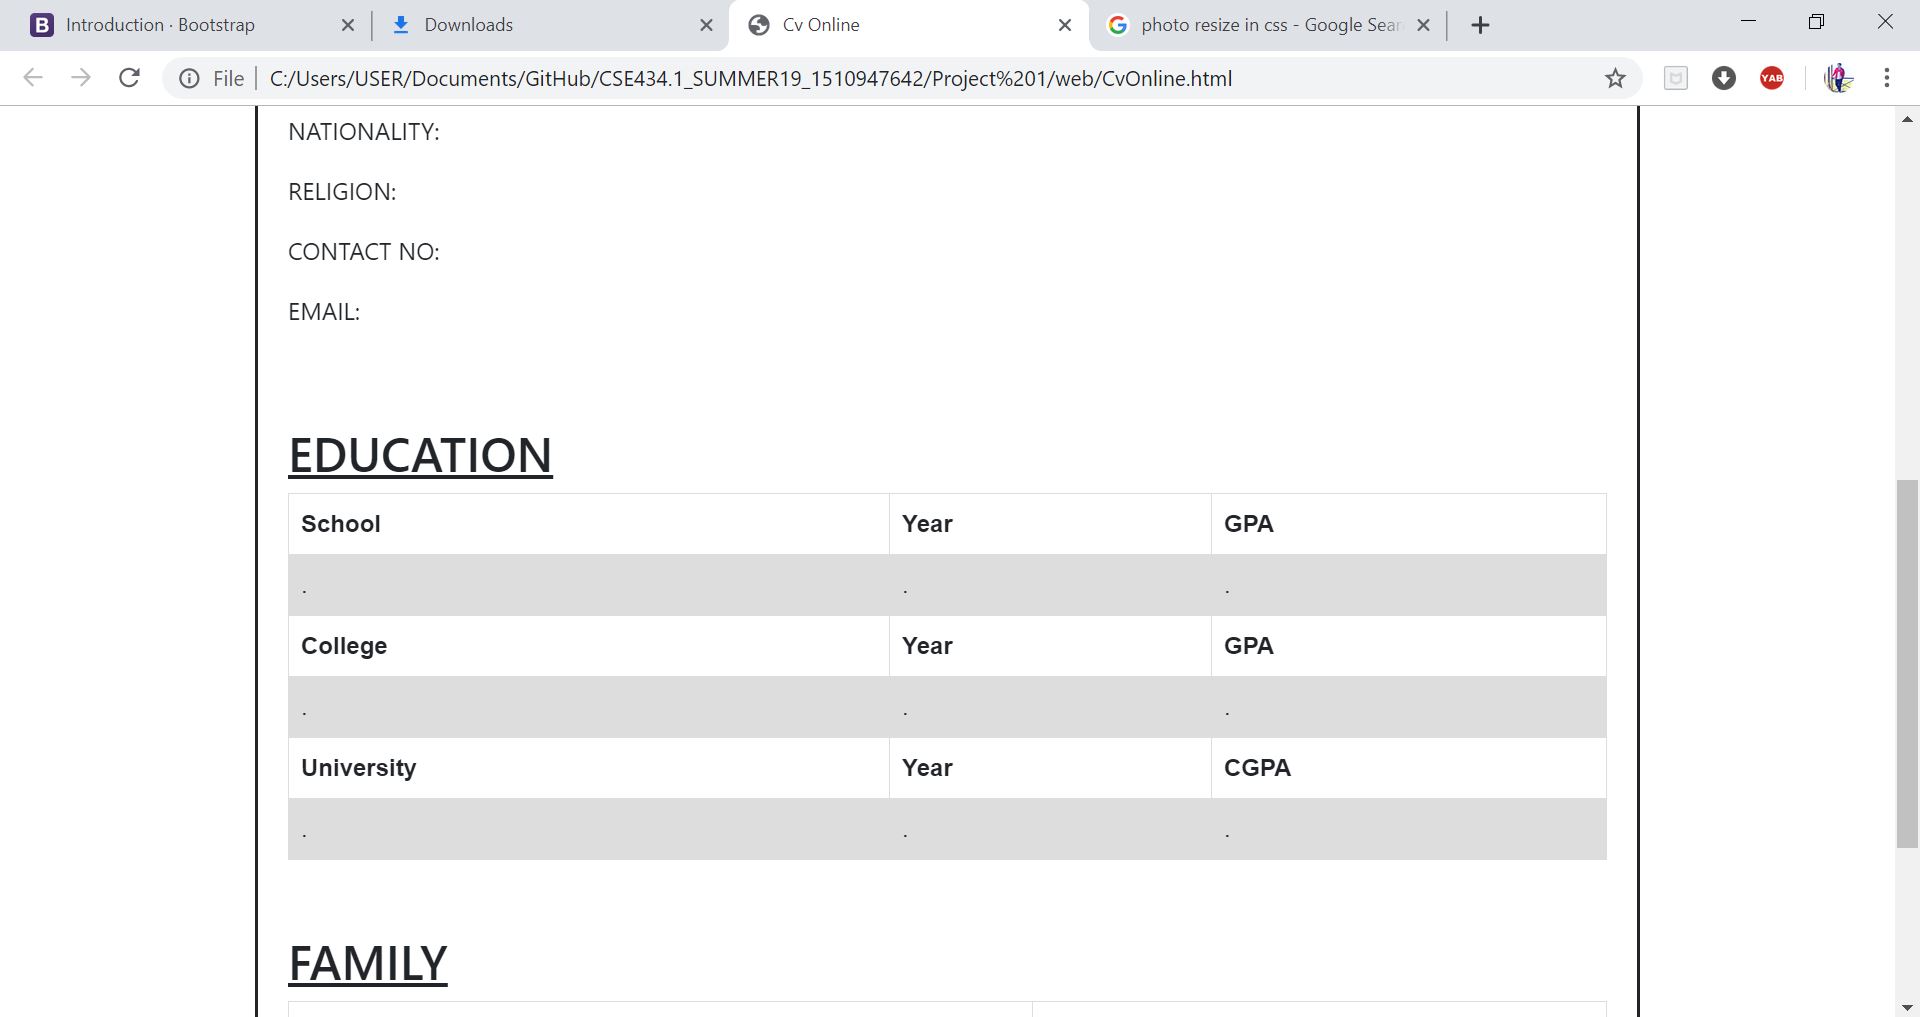 B Introduction · Bootstrap Downloads Cv Online photo resize in css - Google Sear
File C:/Users/USER/Documents/GitHub/CSE434.1_SUMMER19_1510947642/Project%201/web/CvOnline.html YAB
NATIONALITY:
RELIGION:
CONTACT NO:
EMAIL:
EDUCATION
School Year GPA
. . .
College Year GPA
. . .
University Year CGPA
. . .
FAMILY